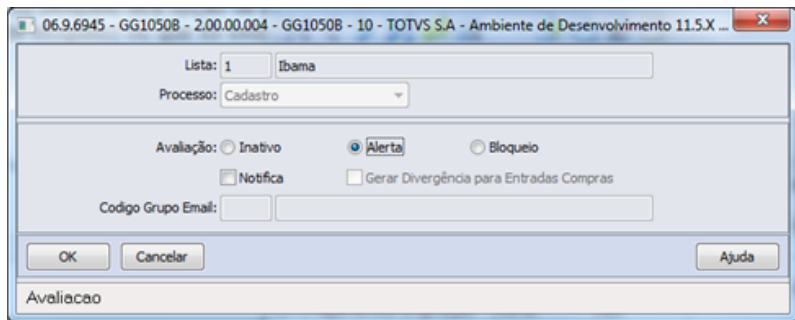 06.9.6945 - GG1050B - 2.00.00.004 - GG1050B - 10 - TOTVS S.A - Ambiente de Desenvolvimento 11.5.X ...
Lista: 1 Ibama
Processo: Cadastro
Avaliação: Inativo Alerta Bloqueio
Notifica Gerar Divergência para Entradas Compras
Codigo Grupo Email:
OK Cancelar Ajuda
Avaliacao